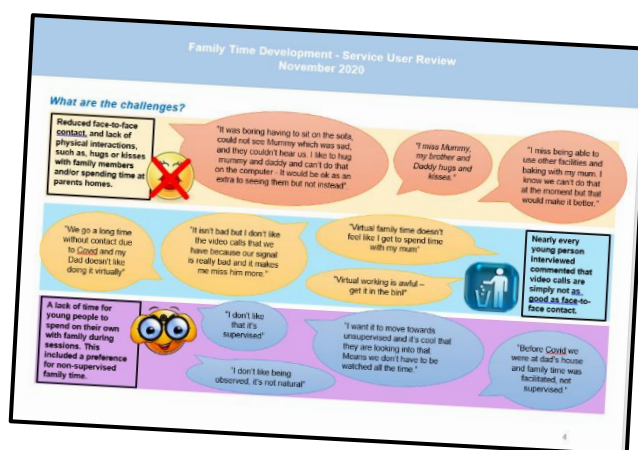 Family Time Development - Service User Review
November 2020
What are the challenges?
Reduced face-to-face
contact, and lack of
physical interactions,
such as, hugs or kisses
with family members
and/or spending time at
parents homes.
"It was boring having to sit on the sofa,
could not see Mummy which was sad,
and they couldn't hear us. I like to hug
mummy and daddy and can't do that
on the computer - It would be ok as an
extra to seeing them but not instead"
"I miss Mummy,
my brother and
Daddy hugs and
kisses."
"I miss being able to
use other facilities and
baking with my mum. I
know we can't do that
at the moment but that
would make it better."
"We go a long time
without contact due
to Covid and my
Dad doesn't like
doing it virtually"
"It isn't bad but I don't like
the video calls that we
have because our signal
is really bad and it makes
me miss him more."
"Virtual family time doesn't
feel like I get to spend time
with my mum"
"Virtual working is awful –
get it in the bin!"
Nearly every
young person
interviewed
commented that
video calls are
simply not as
good as face-to-
face contact.
A lack of time for
young people to
spend on their own
with family during
sessions. This
included a preference
for non-supervised
family time.
"I don't like
that it's
supervised"
"I don't like being
observed, it's not natural"
"I want it to move towards
unsupervised and it's cool that
they are looking into that
Means we don't have to be
watched all the time."
"Before Covid we
were at dad's house
and family time was
facilitated, not
supervised."
4